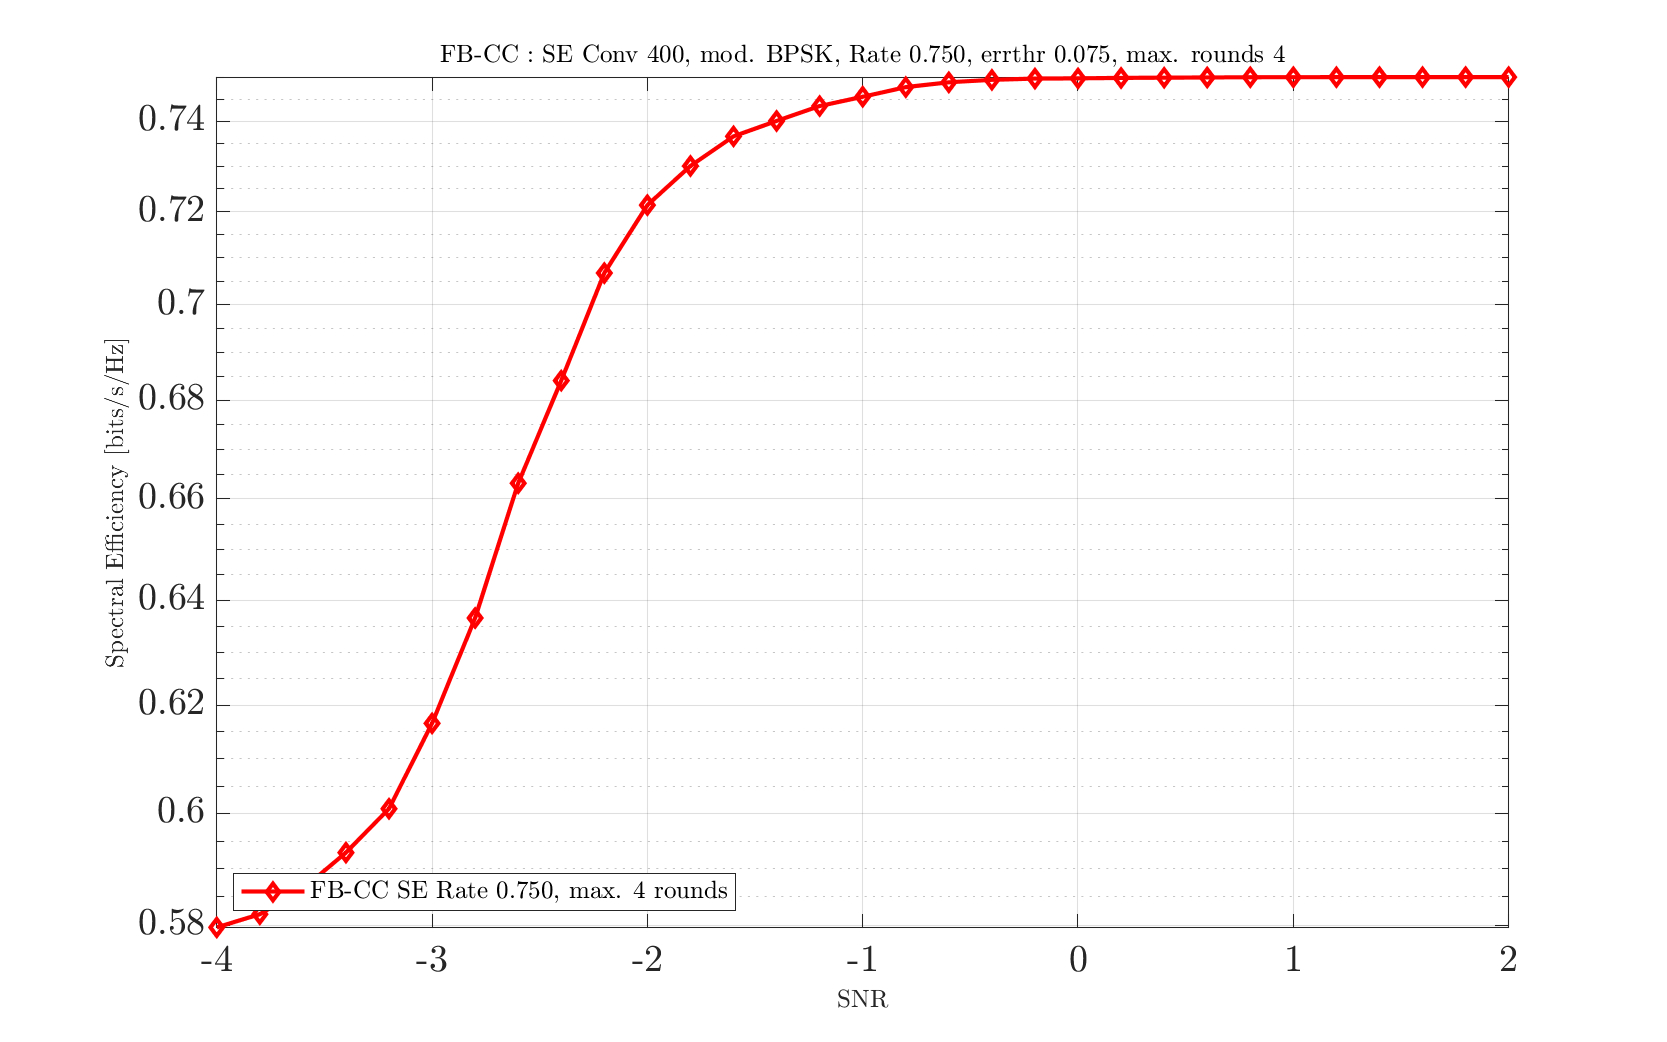 FB-CC : SE Conv 400, mod. BPSK, Rate 0.750, errthr 0.075, max. rounds 4
Spectral Efficiency [bits/s/Hz]
0.74
0.72
0.7
0.68
0.66
0.64
0.62
0.6
0.58
FB-CC SE Rate 0.750, max. 4 rounds
-4 -3 -2 -1 0 1 2
SNR